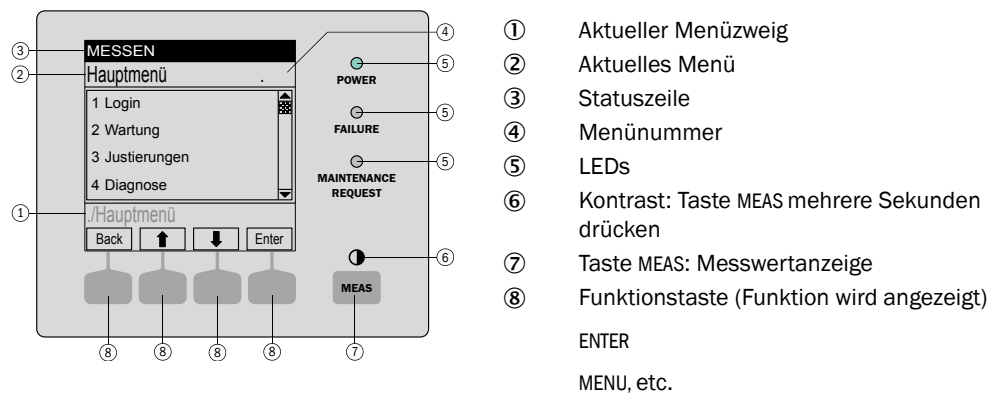 ③ MESSEN ④
② Hauptmenü .
⑤ POWER
1 Login
2 Wartung
3 Justierungen
4 Diagnose
⑤ FAILURE
⑤ MAINTENANCE
REQUEST
① ./Hauptmenü
Back Enter
⑥
MEAS
⑧ ⑧ ⑧ ⑧ ⑦
① Aktueller Menüzweig
② Aktuelles Menü
③ Statuszeile
④ Menünummer
⑤ LEDs
⑥ Kontrast: Taste MEAS mehrere Sekunden
drücken
⑦ Taste MEAS: Messwertanzeige
⑧ Funktionstaste (Funktion wird angezeigt)
ENTER
MENU, etc.